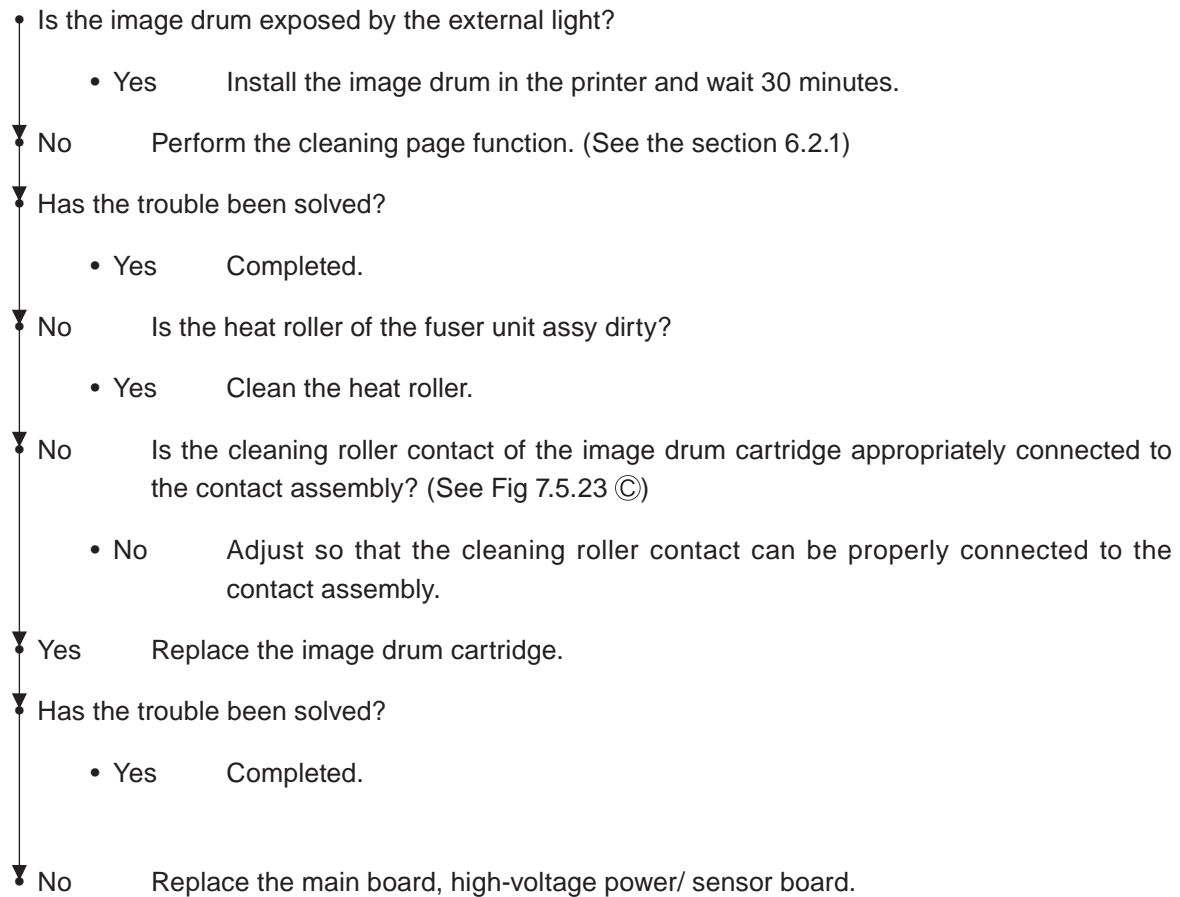 • Is the image drum exposed by the external light?
• Yes Install the image drum in the printer and wait 30 minutes.
• No Perform the cleaning page function. (See the section 6.2.1)
• Has the trouble been solved?
• Yes Completed.
• No Is the heat roller of the fuser unit assy dirty?
• Yes Clean the heat roller.
• No Is the cleaning roller contact of the image drum cartridge appropriately connected to
the contact assembly? (See Fig 7.5.23 Ⓒ)
• No Adjust so that the cleaning roller contact can be properly connected to the
contact assembly.
• Yes Replace the image drum cartridge.
• Has the trouble been solved?
• Yes Completed.
• No Replace the main board, high-voltage power/ sensor board.